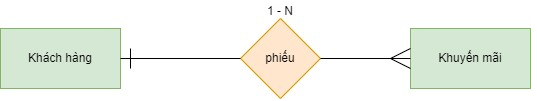 1 - N
Khách hàng
phiếu
Khuyến mãi